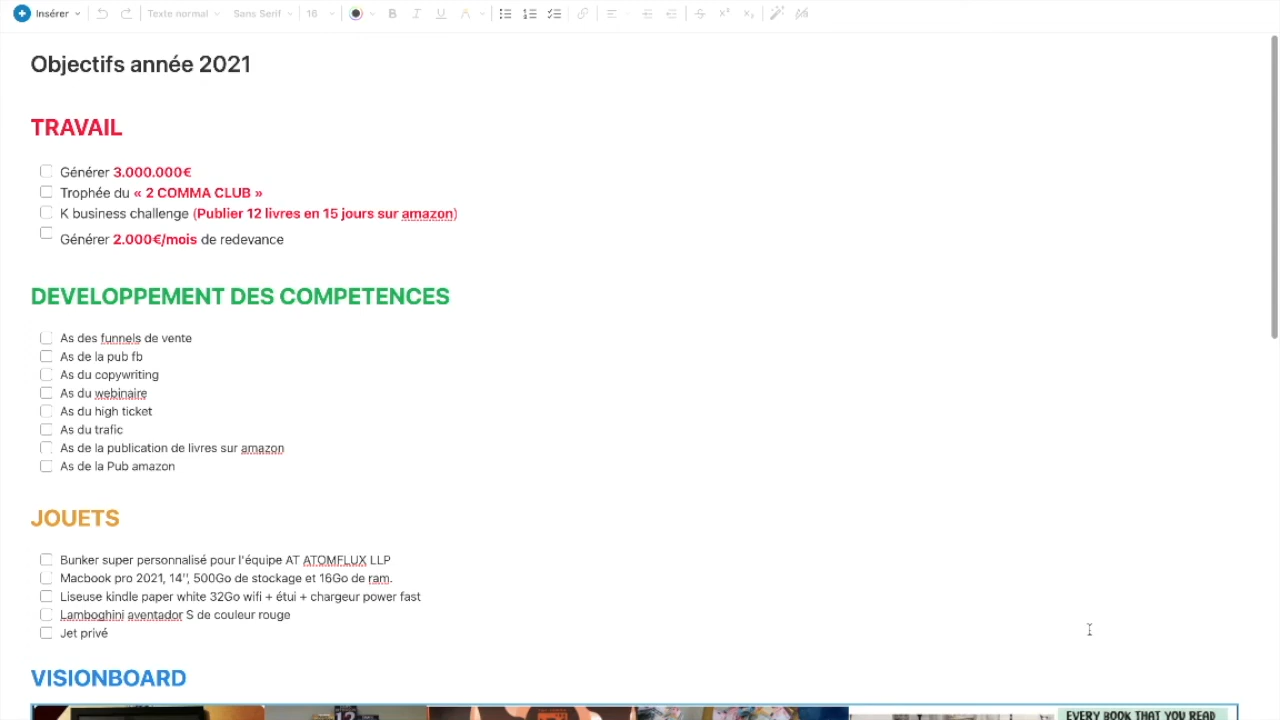 Insérer Texte normal Sans Serif 16 B I U A S x² x₂
Objectifs année 2021
TRAVAIL
Générer 3.000.000€
Trophée du « 2 COMMA CLUB »
K business challenge (Publier 12 livres en 15 jours sur amazon)
Générer 2.000€/mois de redevance
DEVELOPPEMENT DES COMPETENCES
As des funnels de vente
As de la pub fb
As du copywriting
As du webinaire
As du high ticket
As du trafic
As de la publication de livres sur amazon
As de la Pub amazon
JOUETS
Bunker super personnalisé pour l'équipe AT ATOMFLUX LLP
Macbook pro 2021, 14'', 500Go de stockage et 16Go de ram.
Liseuse kindle paper white 32Go wifi + étui + chargeur power fast
Lamboghini aventador S de couleur rouge
Jet privé
VISIONBOARD
EVERY BOOK THAT YOU READ